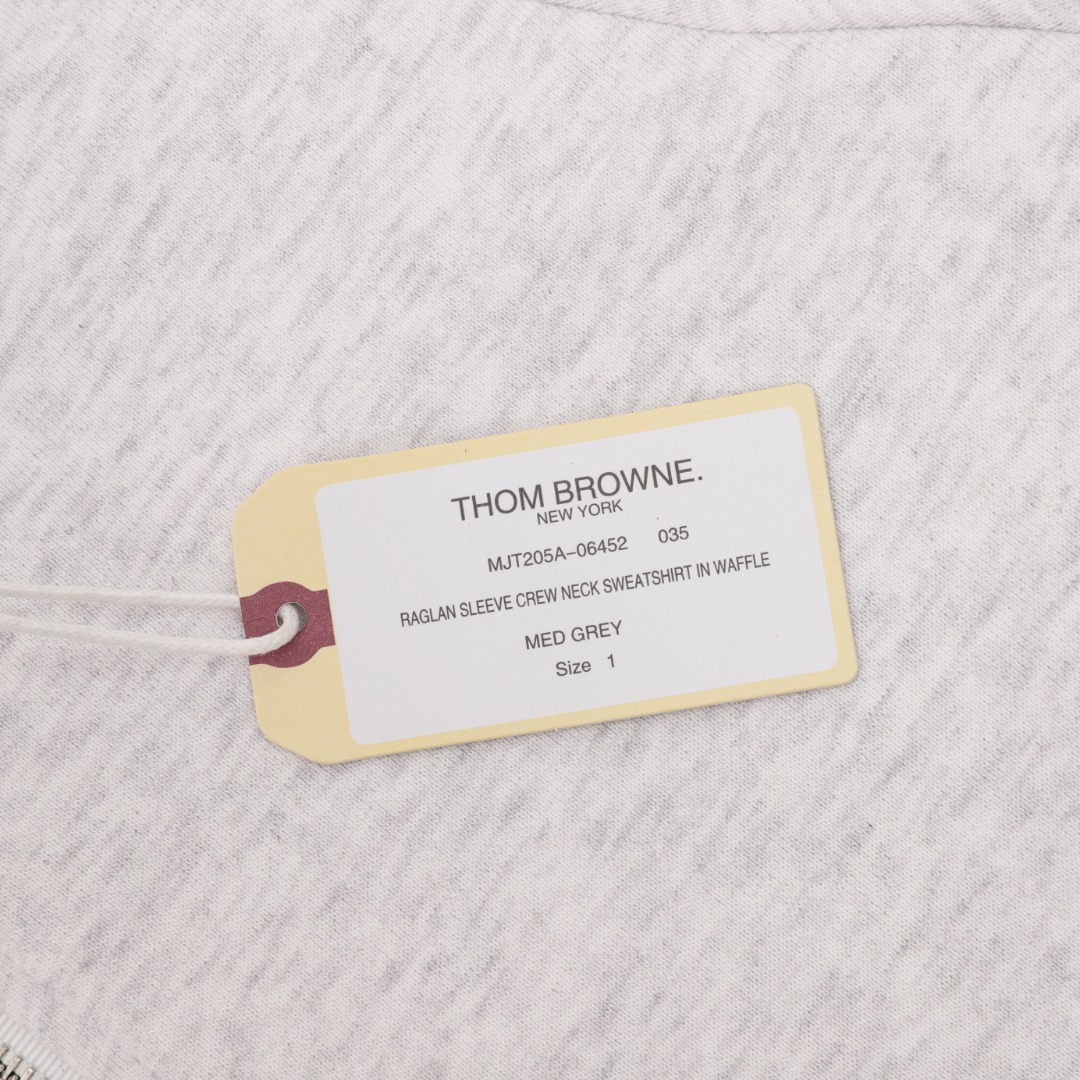 THOM BROWNE.
NEW YORK
MJT205A-06452 035
RAGLAN SLEEVE CREW NECK SWEATSHIRT IN WAFFLE
MED GREY
Size 1